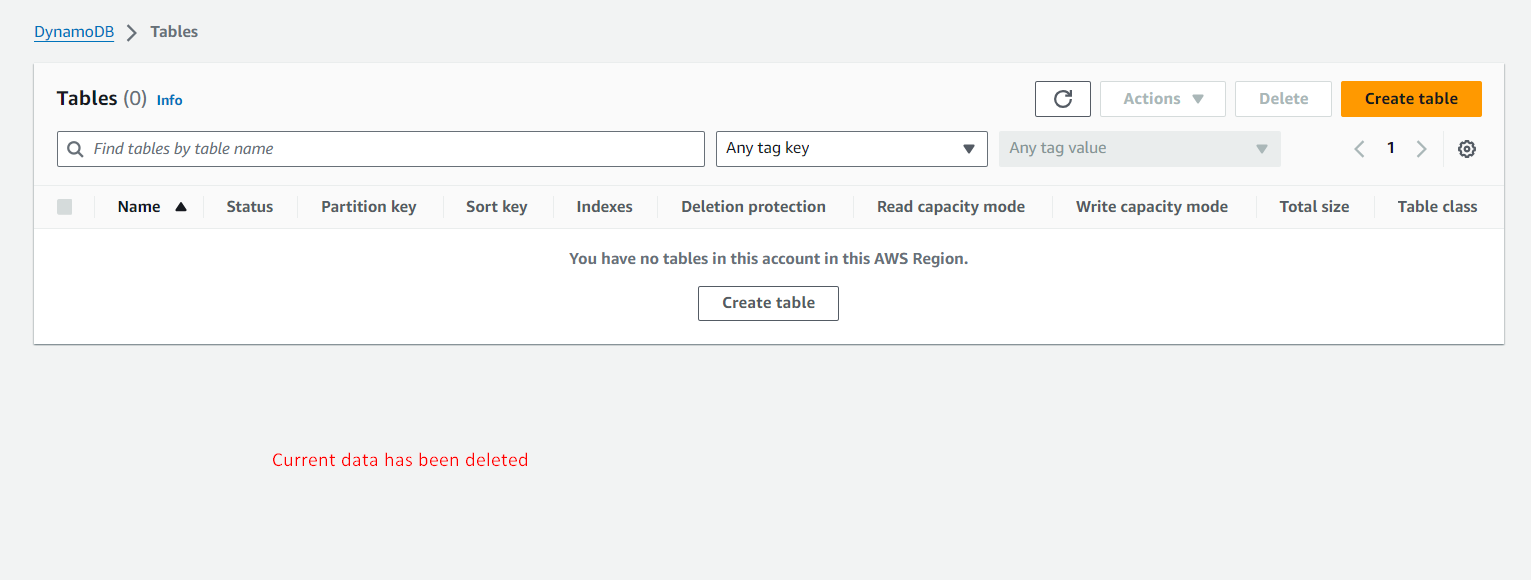 DynamoDB > Tables
Tables (0) Info
Actions Delete Create table
Find tables by table name Any tag key Any tag value 1
Name Status Partition key Sort key Indexes Deletion protection Read capacity mode Write capacity mode Total size Table class
You have no tables in this account in this AWS Region.
Create table
Current data has been deleted